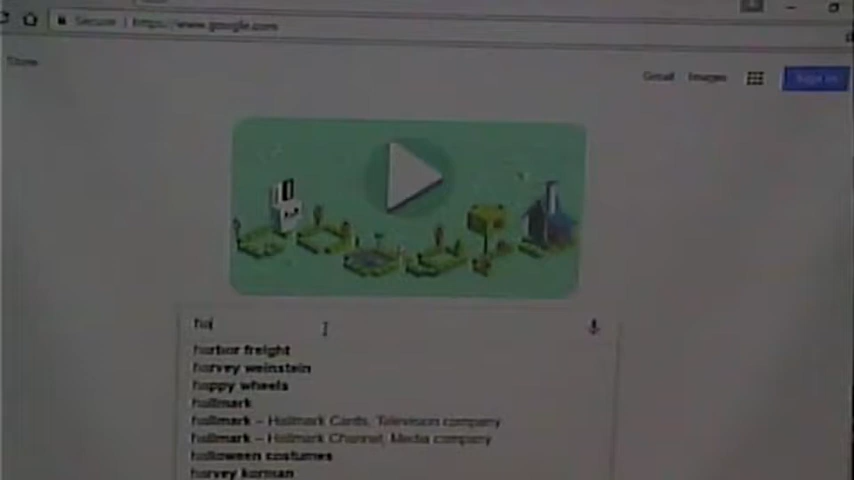 Secure | https://www.google.com
Store
Gmail Images Sign in
ha
harbor freight
harvey weinstein
happy wheels
hallmark
hallmark – Hallmark Cards, Television company
hallmark – Hallmark Channel, Media company
halloween costumes
harvey korman